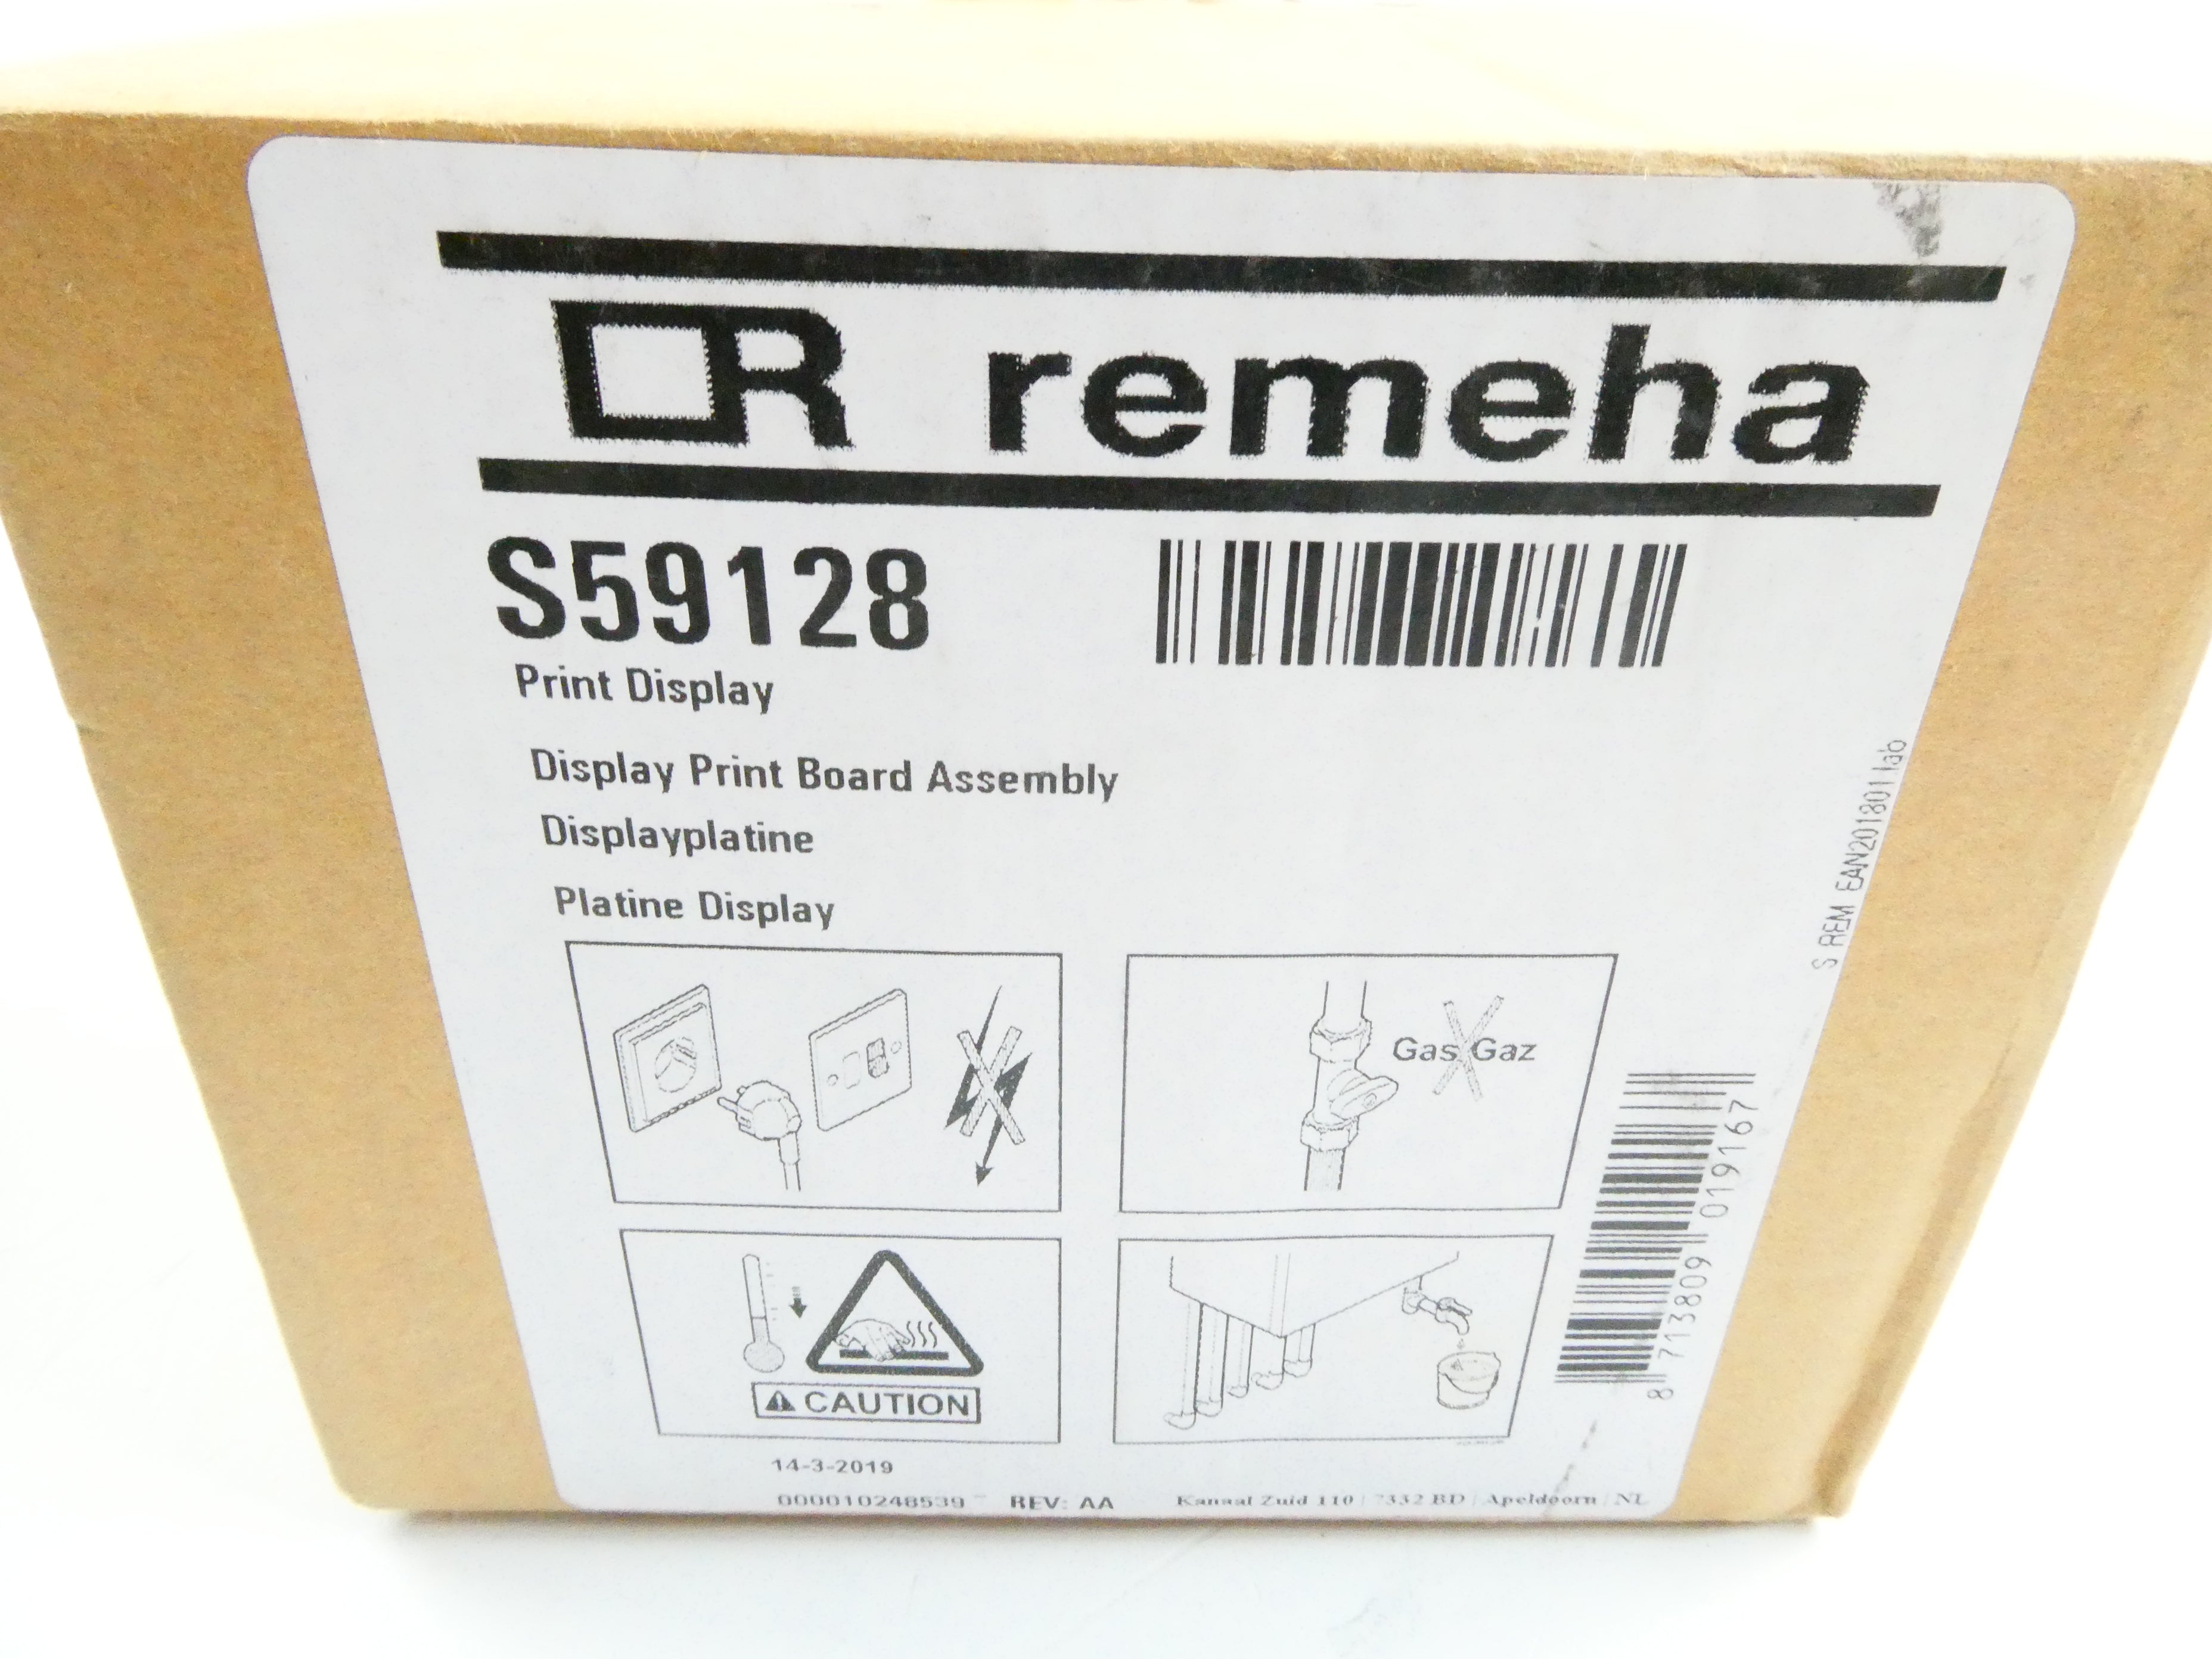 R remeha
S59128
Print Display
Display Print Board Assembly
Displayplatine
Platine Display
S REM EAN201801.lab
Gas Gaz
8 713809 019167
CAUTION
14-3-2019
000010248539 REV: AA Kanaal Zuid 110 | 7332 BD | Apeldoorn | NL